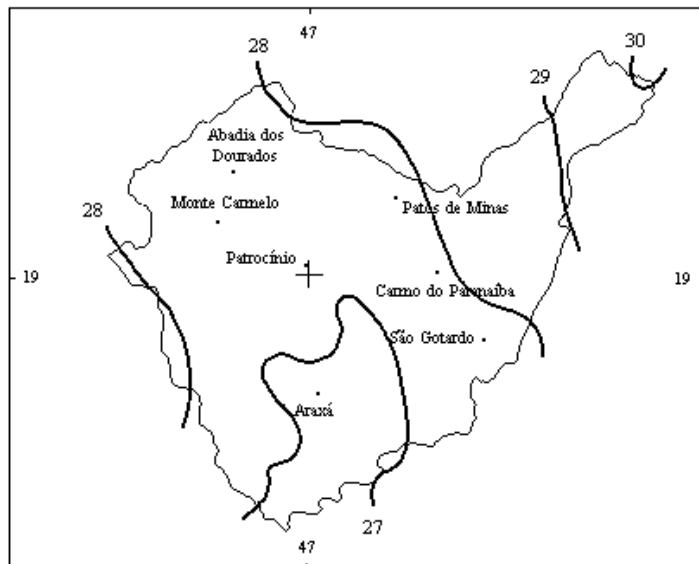 47
28
30
29
Abadia dos
Dourados
Monte Carmelo
Patos de Minas
28
Patrocínio
19
19
Carmo do Paranaíba
São Gotardo
Araxá
27
47